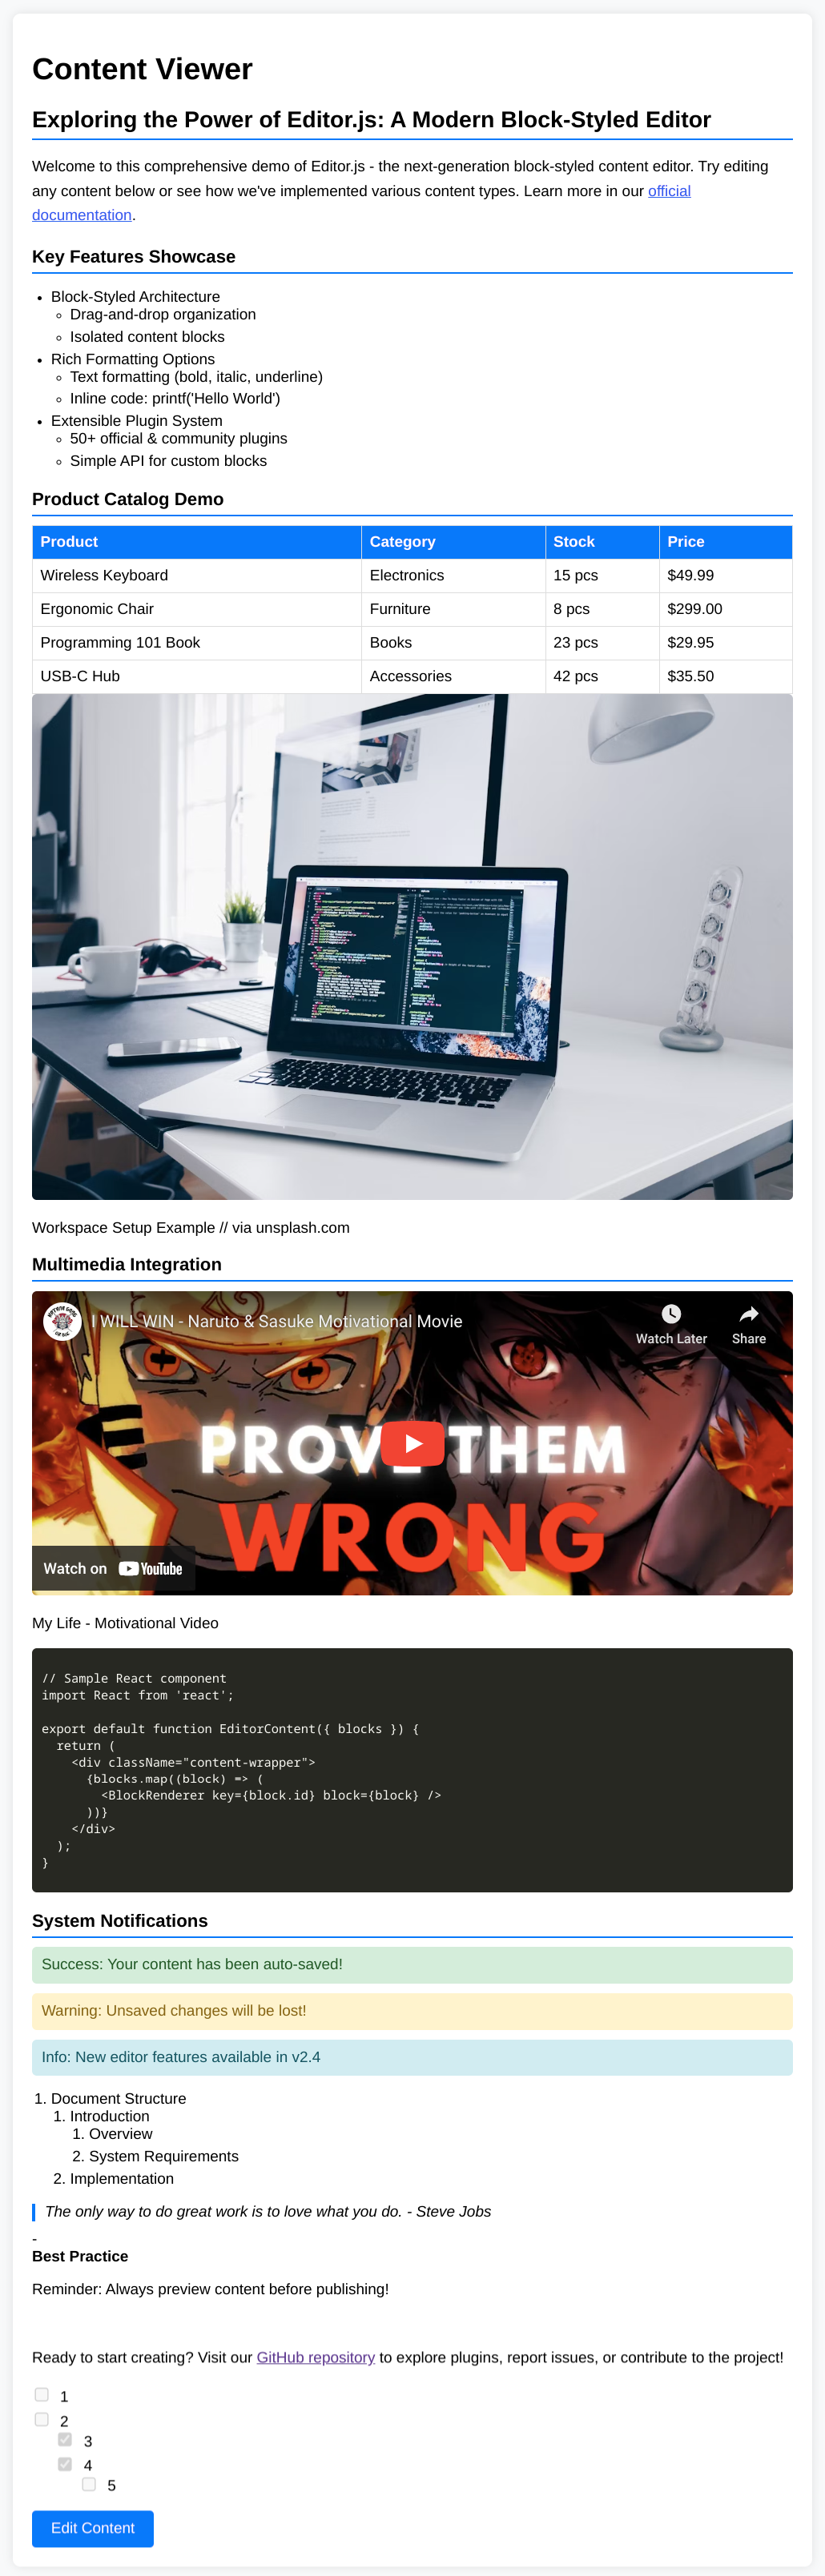 Content Viewer
Exploring the Power of Editor.js: A Modern Block-Styled Editor
Welcome to this comprehensive demo of Editor.js - the next-generation block-styled content editor. Try editing
any content below or see how we've implemented various content types. Learn more in our official
documentation.
Key Features Showcase
• Block-Styled Architecture
◦ Drag-and-drop organization
◦ Isolated content blocks
• Rich Formatting Options
◦ Text formatting (bold, italic, underline)
◦ Inline code: printf('Hello World')
• Extensible Plugin System
◦ 50+ official & community plugins
◦ Simple API for custom blocks
Product Catalog Demo
Product Category Stock Price
Wireless Keyboard Electronics 15 pcs $49.99
Ergonomic Chair Furniture 8 pcs $299.00
Programming 101 Book Books 23 pcs $29.95
USB-C Hub Accessories 42 pcs $35.50
Workspace Setup Example // via unsplash.com
Multimedia Integration
I WILL WIN - Naruto & Sasuke Motivational Movie
Watch Later Share
PROVE THEM
WRONG
Watch on YouTube
My Life - Motivational Video
// Sample React component
import React from 'react';
export default function EditorContent({ blocks }) {
return (
<div className="content-wrapper">
{blocks.map((block) => (
<BlockRenderer key={block.id} block={block} />
))}
</div>
);
}
System Notifications
Success: Your content has been auto-saved!
Warning: Unsaved changes will be lost!
Info: New editor features available in v2.4
1. Document Structure
1. Introduction
1. Overview
2. System Requirements
2. Implementation
The only way to do great work is to love what you do. - Steve Jobs
-
Best Practice
Reminder: Always preview content before publishing!
Ready to start creating? Visit our GitHub repository to explore plugins, report issues, or contribute to the project!
1
2
3
4
5
Edit Content